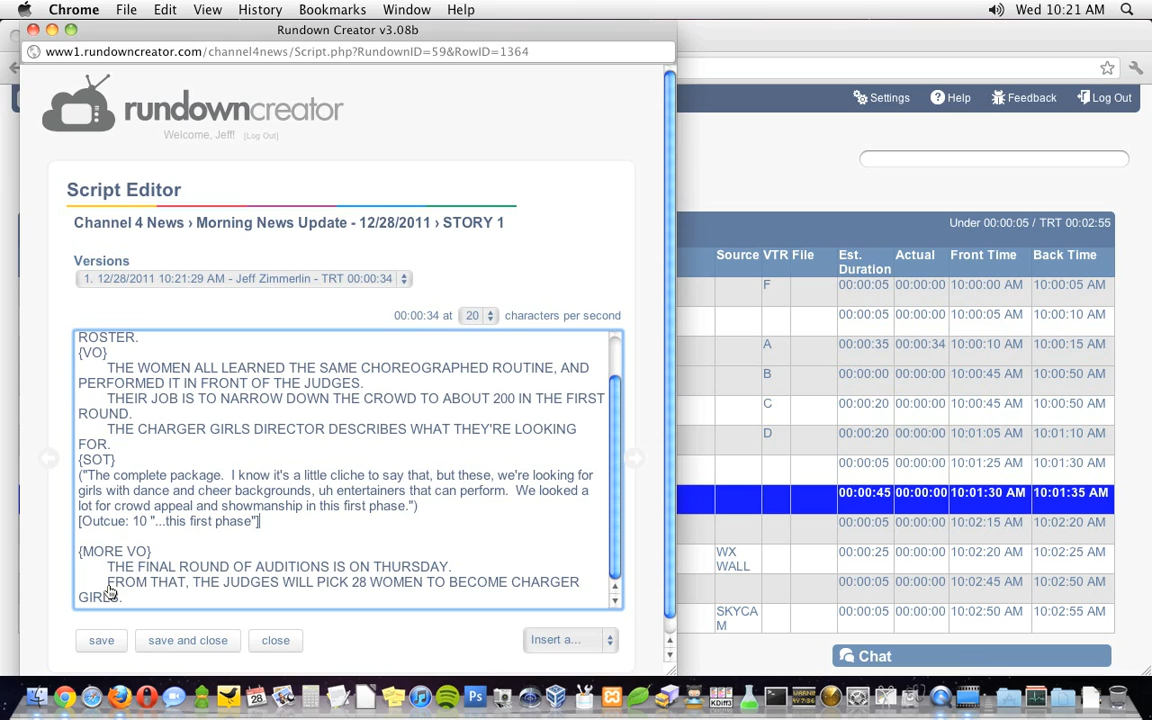 Chrome File Edit View History Bookmarks Window Help Wed 10:21 AM
Rundown Creator v3.08b
www1.rundowncreator.com/channel4news/Script.php?RundownID=59&RowID=1364
rundowncreator
Welcome, Jeff! [Log Out]
Settings Help Feedback Log Out
Script Editor
Channel 4 News › Morning News Update - 12/28/2011 › STORY 1
Versions
1. 12/28/2011 10:21:29 AM - Jeff Zimmerlin - TRT 00:00:34
00:00:34 at 20 characters per second
ROSTER.
{VO}
THE WOMEN ALL LEARNED THE SAME CHOREOGRAPHED ROUTINE, AND
PERFORMED IT IN FRONT OF THE JUDGES.
THEIR JOB IS TO NARROW DOWN THE CROWD TO ABOUT 200 IN THE FIRST
ROUND.
THE CHARGER GIRLS DIRECTOR DESCRIBES WHAT THEY'RE LOOKING
FOR.
{SOT}
("The complete package. I know it's a little cliche to say that, but these, we're looking for
girls with dance and cheer backgrounds, uh entertainers that can perform. We looked a
lot for crowd appeal and showmanship in this first phase.")
[Outcue: 10 "...this first phase"]
{MORE VO}
THE FINAL ROUND OF AUDITIONS IS ON THURSDAY.
FROM THAT, THE JUDGES WILL PICK 28 WOMEN TO BECOME CHARGER
GIRLS.
save save and close close Insert a...
Under 00:00:05 / TRT 00:02:55
Source VTR File Est. Duration Actual Front Time Back Time
F 00:00:05 00:00:00 10:00:00 AM 10:00:05 AM
00:00:05 00:00:00 10:00:05 AM 10:00:10 AM
A 00:00:35 00:00:34 10:00:10 AM 10:00:15 AM
B 00:00:20 00:00:00 10:00:45 AM 10:00:50 AM
C 00:00:20 00:00:00 10:00:45 AM 10:00:50 AM
D 00:00:20 00:00:00 10:01:05 AM 10:01:10 AM
00:00:05 00:00:00 10:01:25 AM 10:01:30 AM
00:00:45 00:00:00 10:01:30 AM 10:01:35 AM
00:00:05 00:00:00 10:02:15 AM 10:02:20 AM
WX WALL 00:00:25 00:00:00 10:02:20 AM 10:02:25 AM
00:00:05 00:00:00 10:02:45 AM 10:02:50 AM
SKYCAM 00:00:05 00:00:00 10:02:50 AM 10:02:55 AM
Chat